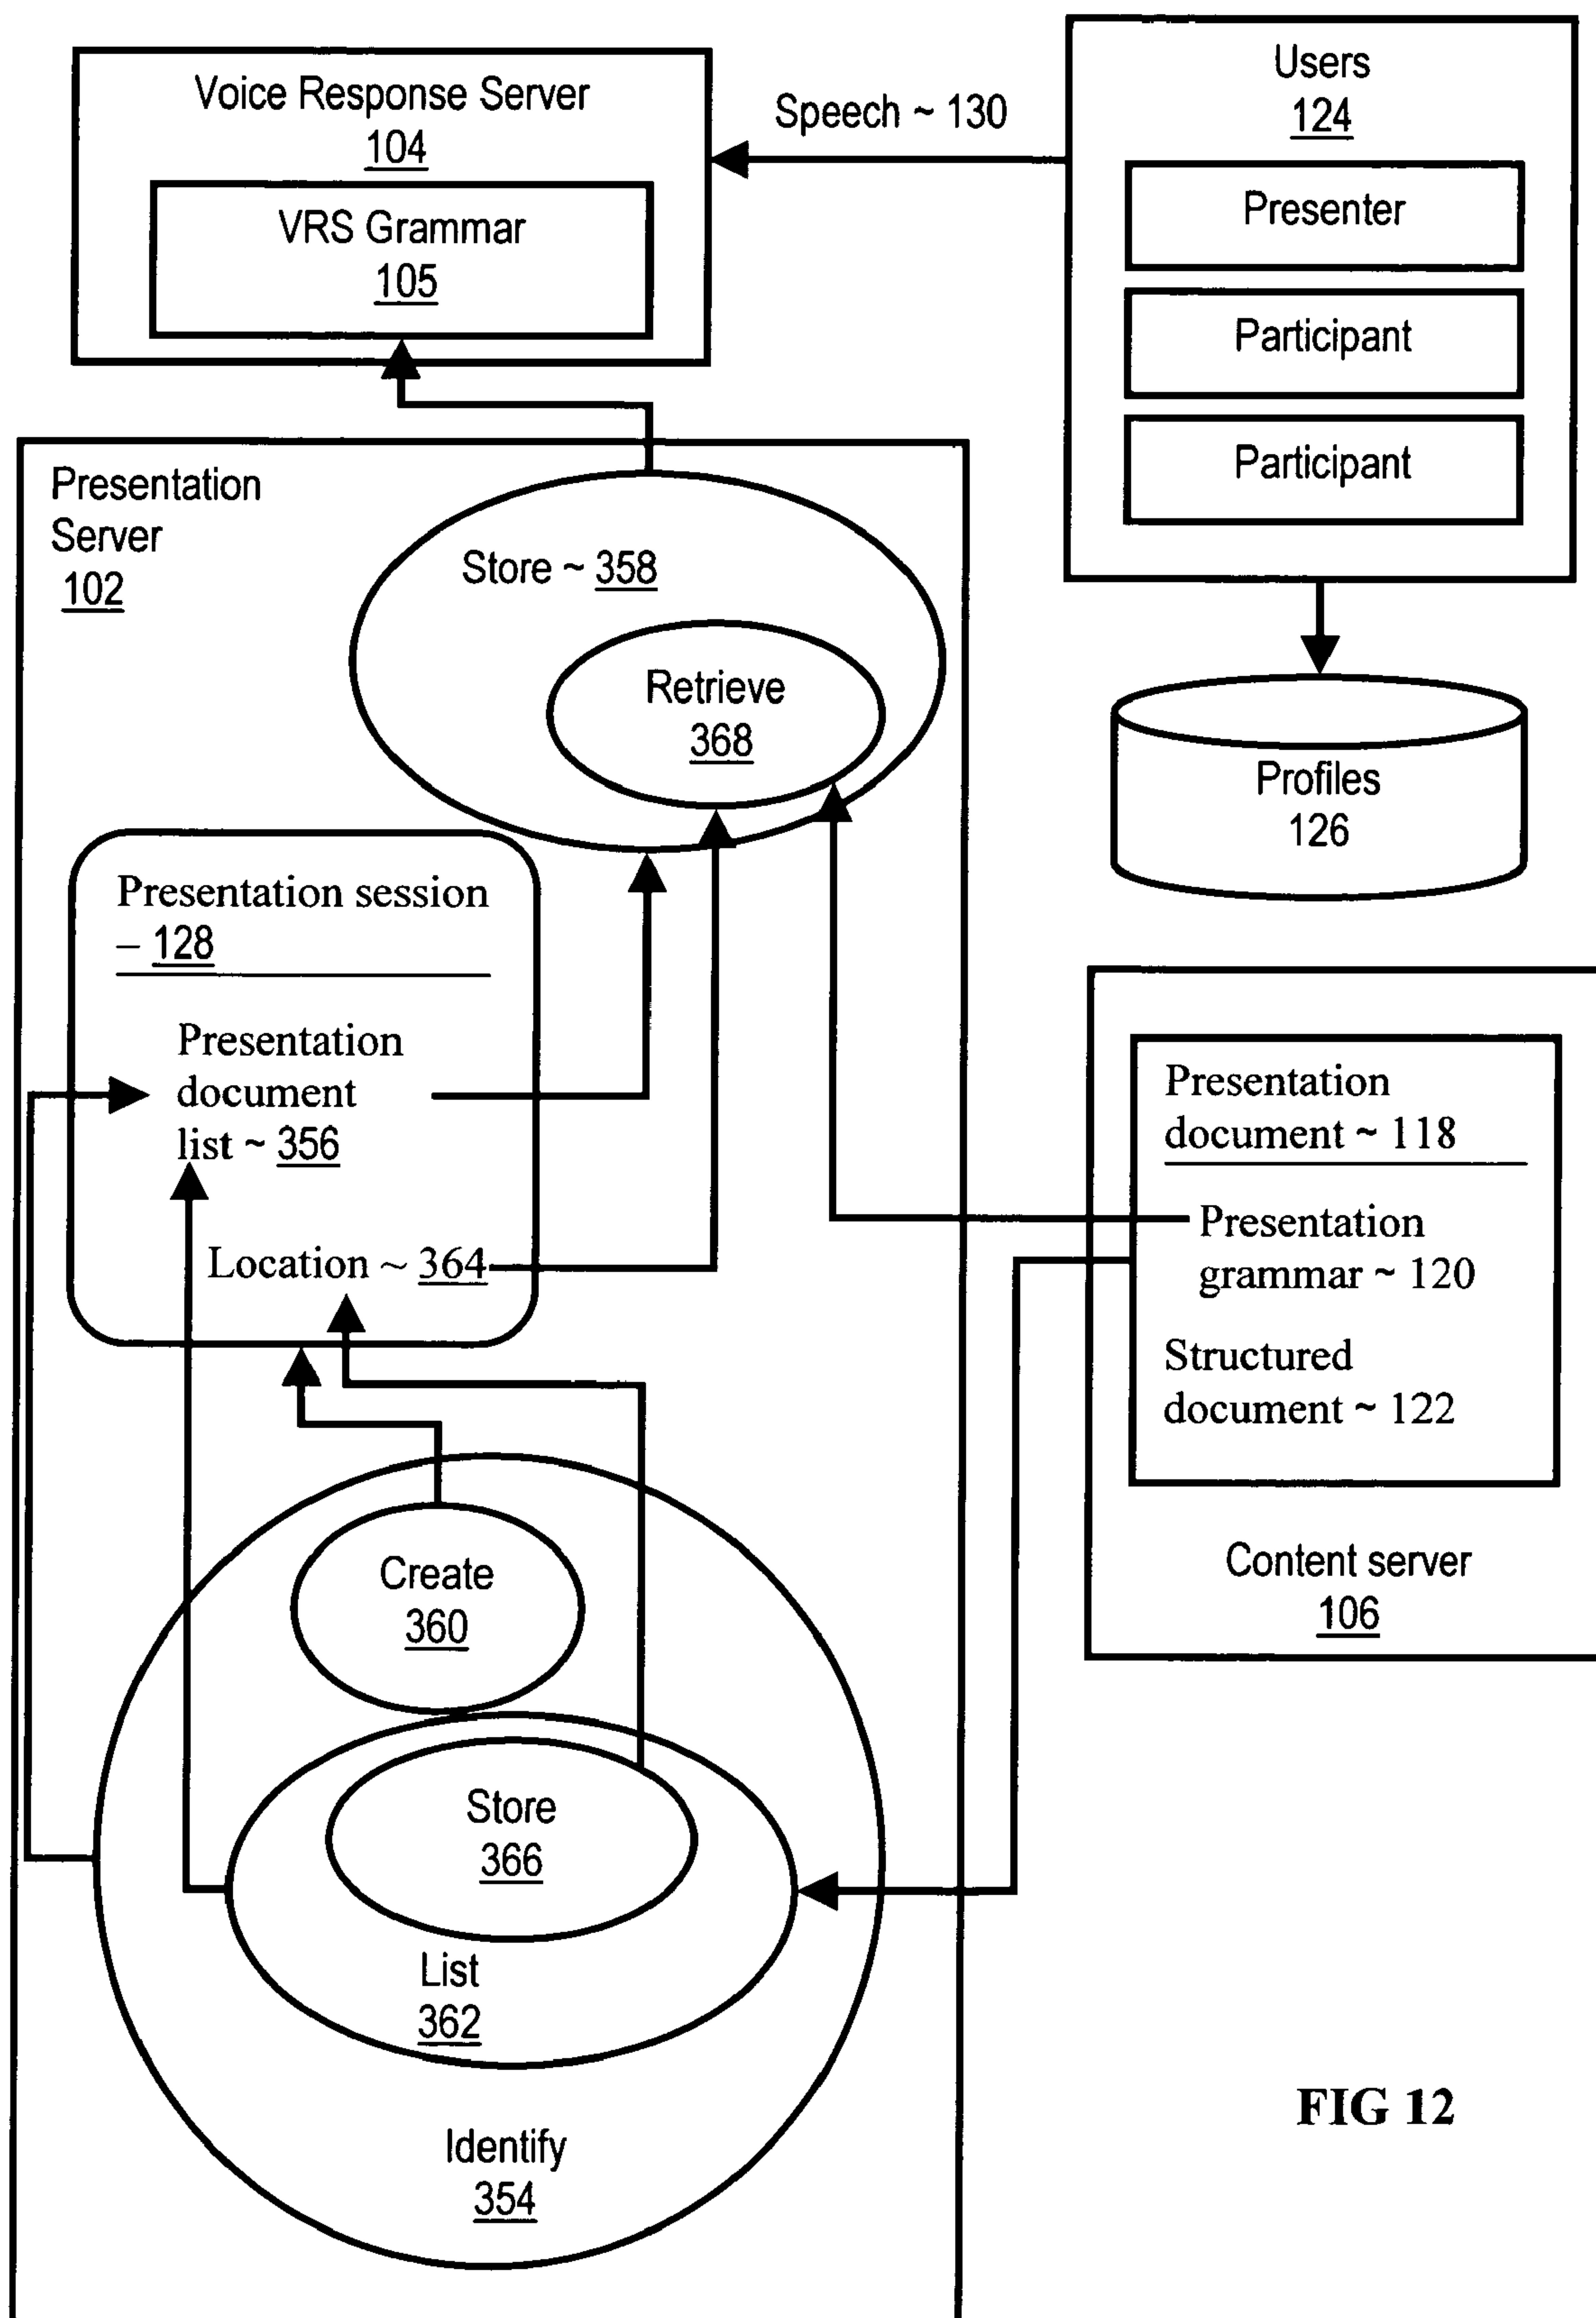 Voice Response Server
104
VRS Grammar
105
Speech ~ 130
Users
124
Presenter
Participant
Participant
Profiles
126
Presentation
Server
102
Store ~ 358
Retrieve
368
Presentation session
– 128
Presentation
document
list ~ 356
Location ~ 364
Presentation
document ~ 118
Presentation
grammar ~ 120
Structured
document ~ 122
Content server
106
Create
360
Store
366
List
362
Identify
354
FIG 12